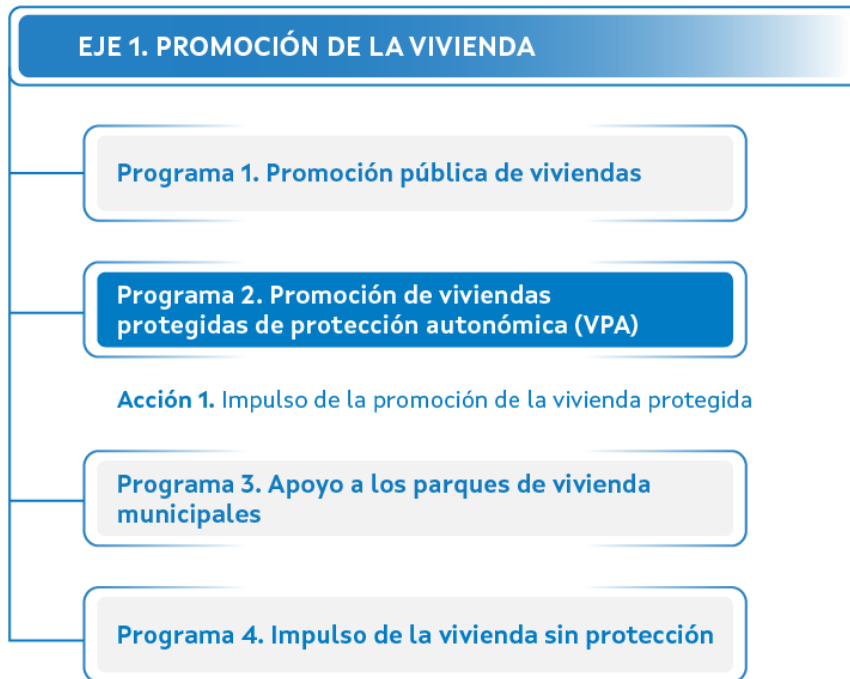 EJE 1. PROMOCIÓN DE LA VIVIENDA
Programa 1. Promoción pública de viviendas
Programa 2. Promoción de viviendas
protegidas de protección autonómica (VPA)
Acción 1. Impulso de la promoción de la vivienda protegida
Programa 3. Apoyo a los parques de vivienda
municipales
Programa 4. Impulso de la vivienda sin protección